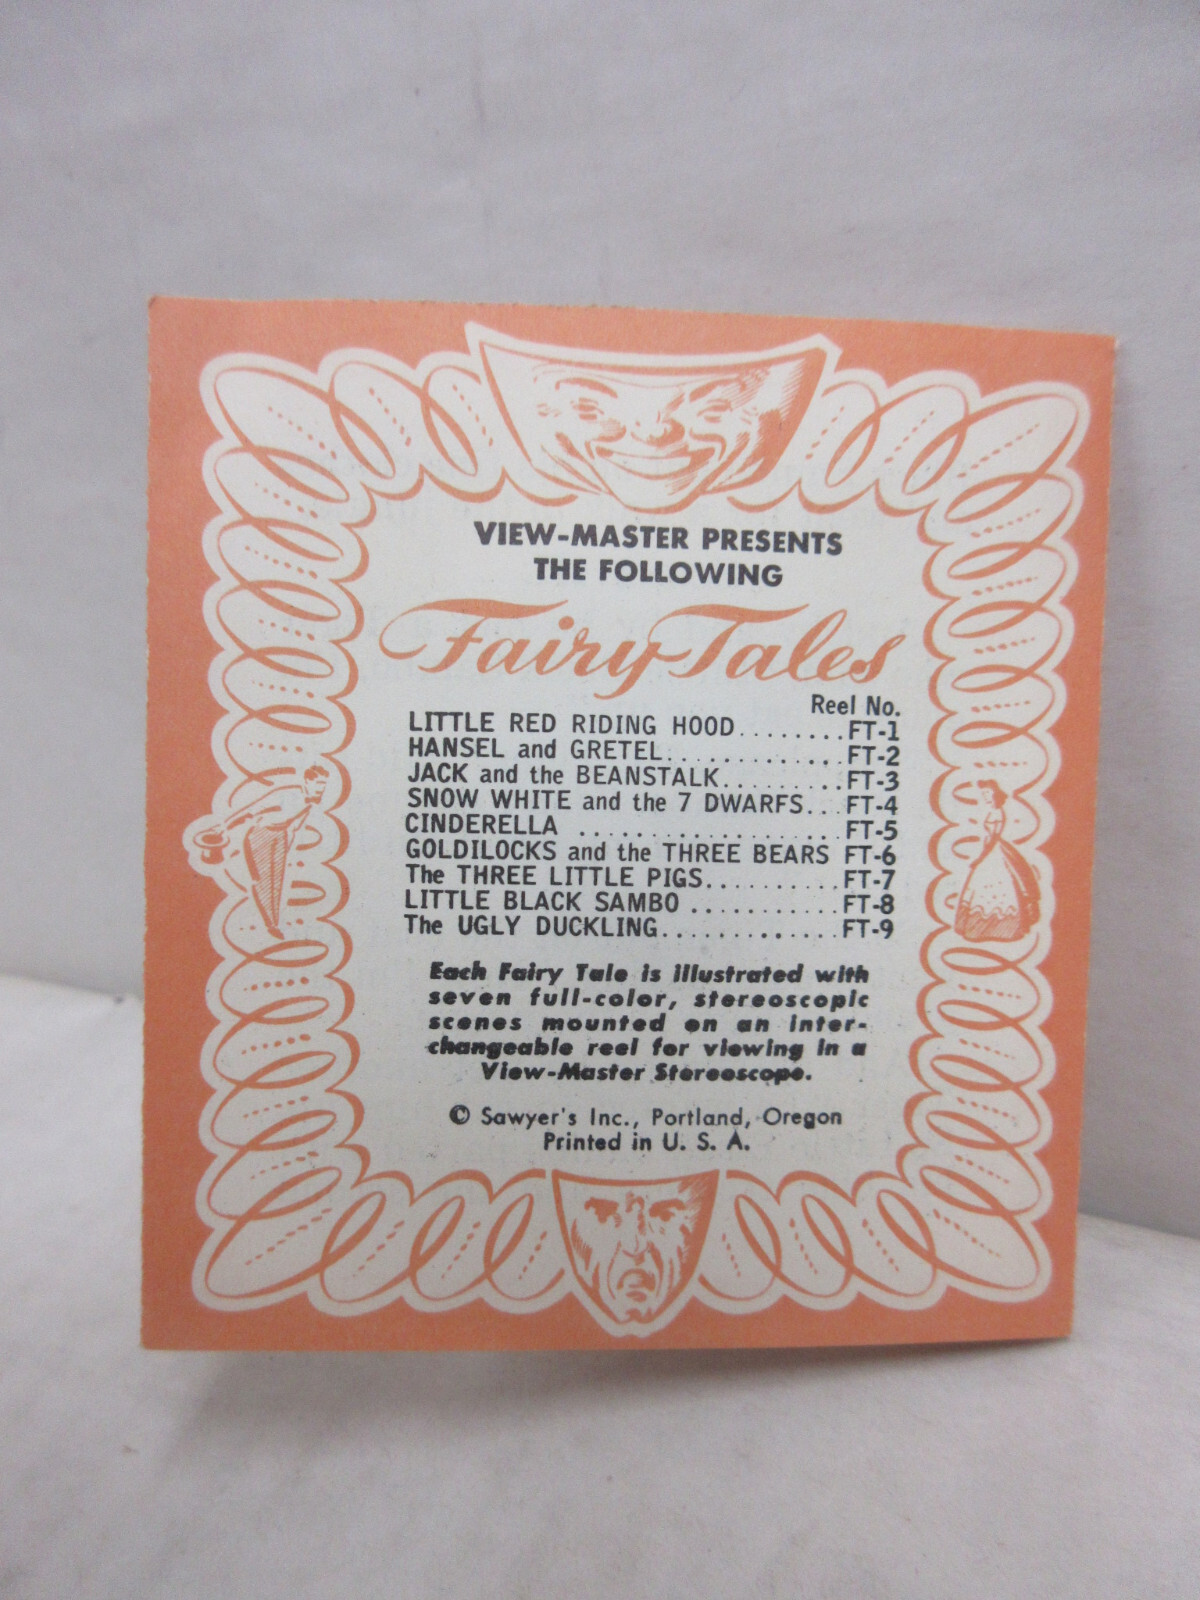 VIEW-MASTER PRESENTS
THE FOLLOWING
Fairy Tales
Reel No.
LITTLE RED RIDING HOOD........FT-1
HANSEL and GRETEL.............FT-2
JACK and the BEANSTALK.........FT-3
SNOW WHITE and the 7 DWARFS...FT-4
CINDERELLA ...................FT-5
GOLDILOCKS and the THREE BEARS FT-6
The THREE LITTLE PIGS..........FT-7
LITTLE BLACK SAMBO ...........FT-8
The UGLY DUCKLING.............FT-9
Each Fairy Tale is illustrated with
seven full-color, stereoscopic
scenes mounted on an inter-
changeable reel for viewing in a
View-Master Stereoscope.
© Sawyer's Inc., Portland, Oregon
Printed in U. S. A.